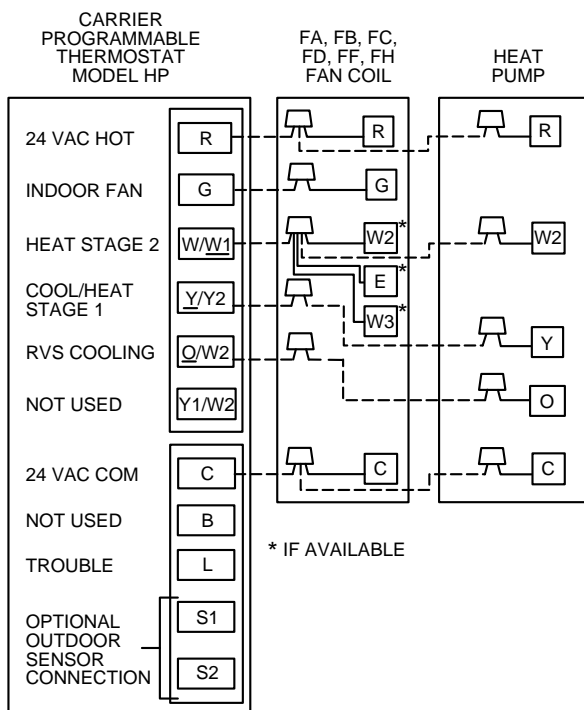 CARRIER
PROGRAMMABLE
THERMOSTAT
MODEL HP
FA, FB, FC,
FD, FF, FH
FAN COIL
HEAT
PUMP
24 VAC HOT
R
R
R
INDOOR FAN
G
G
HEAT STAGE 2
W/W1
W2*
W2
E*
COOL/HEAT
STAGE 1
Y/Y2
W3*
Y
RVS COOLING
O/W2
O
NOT USED
Y1/W2
24 VAC COM
C
C
C
NOT USED
B
* IF AVAILABLE
TROUBLE
L
OPTIONAL
OUTDOOR
SENSOR
CONNECTION
S1
S2